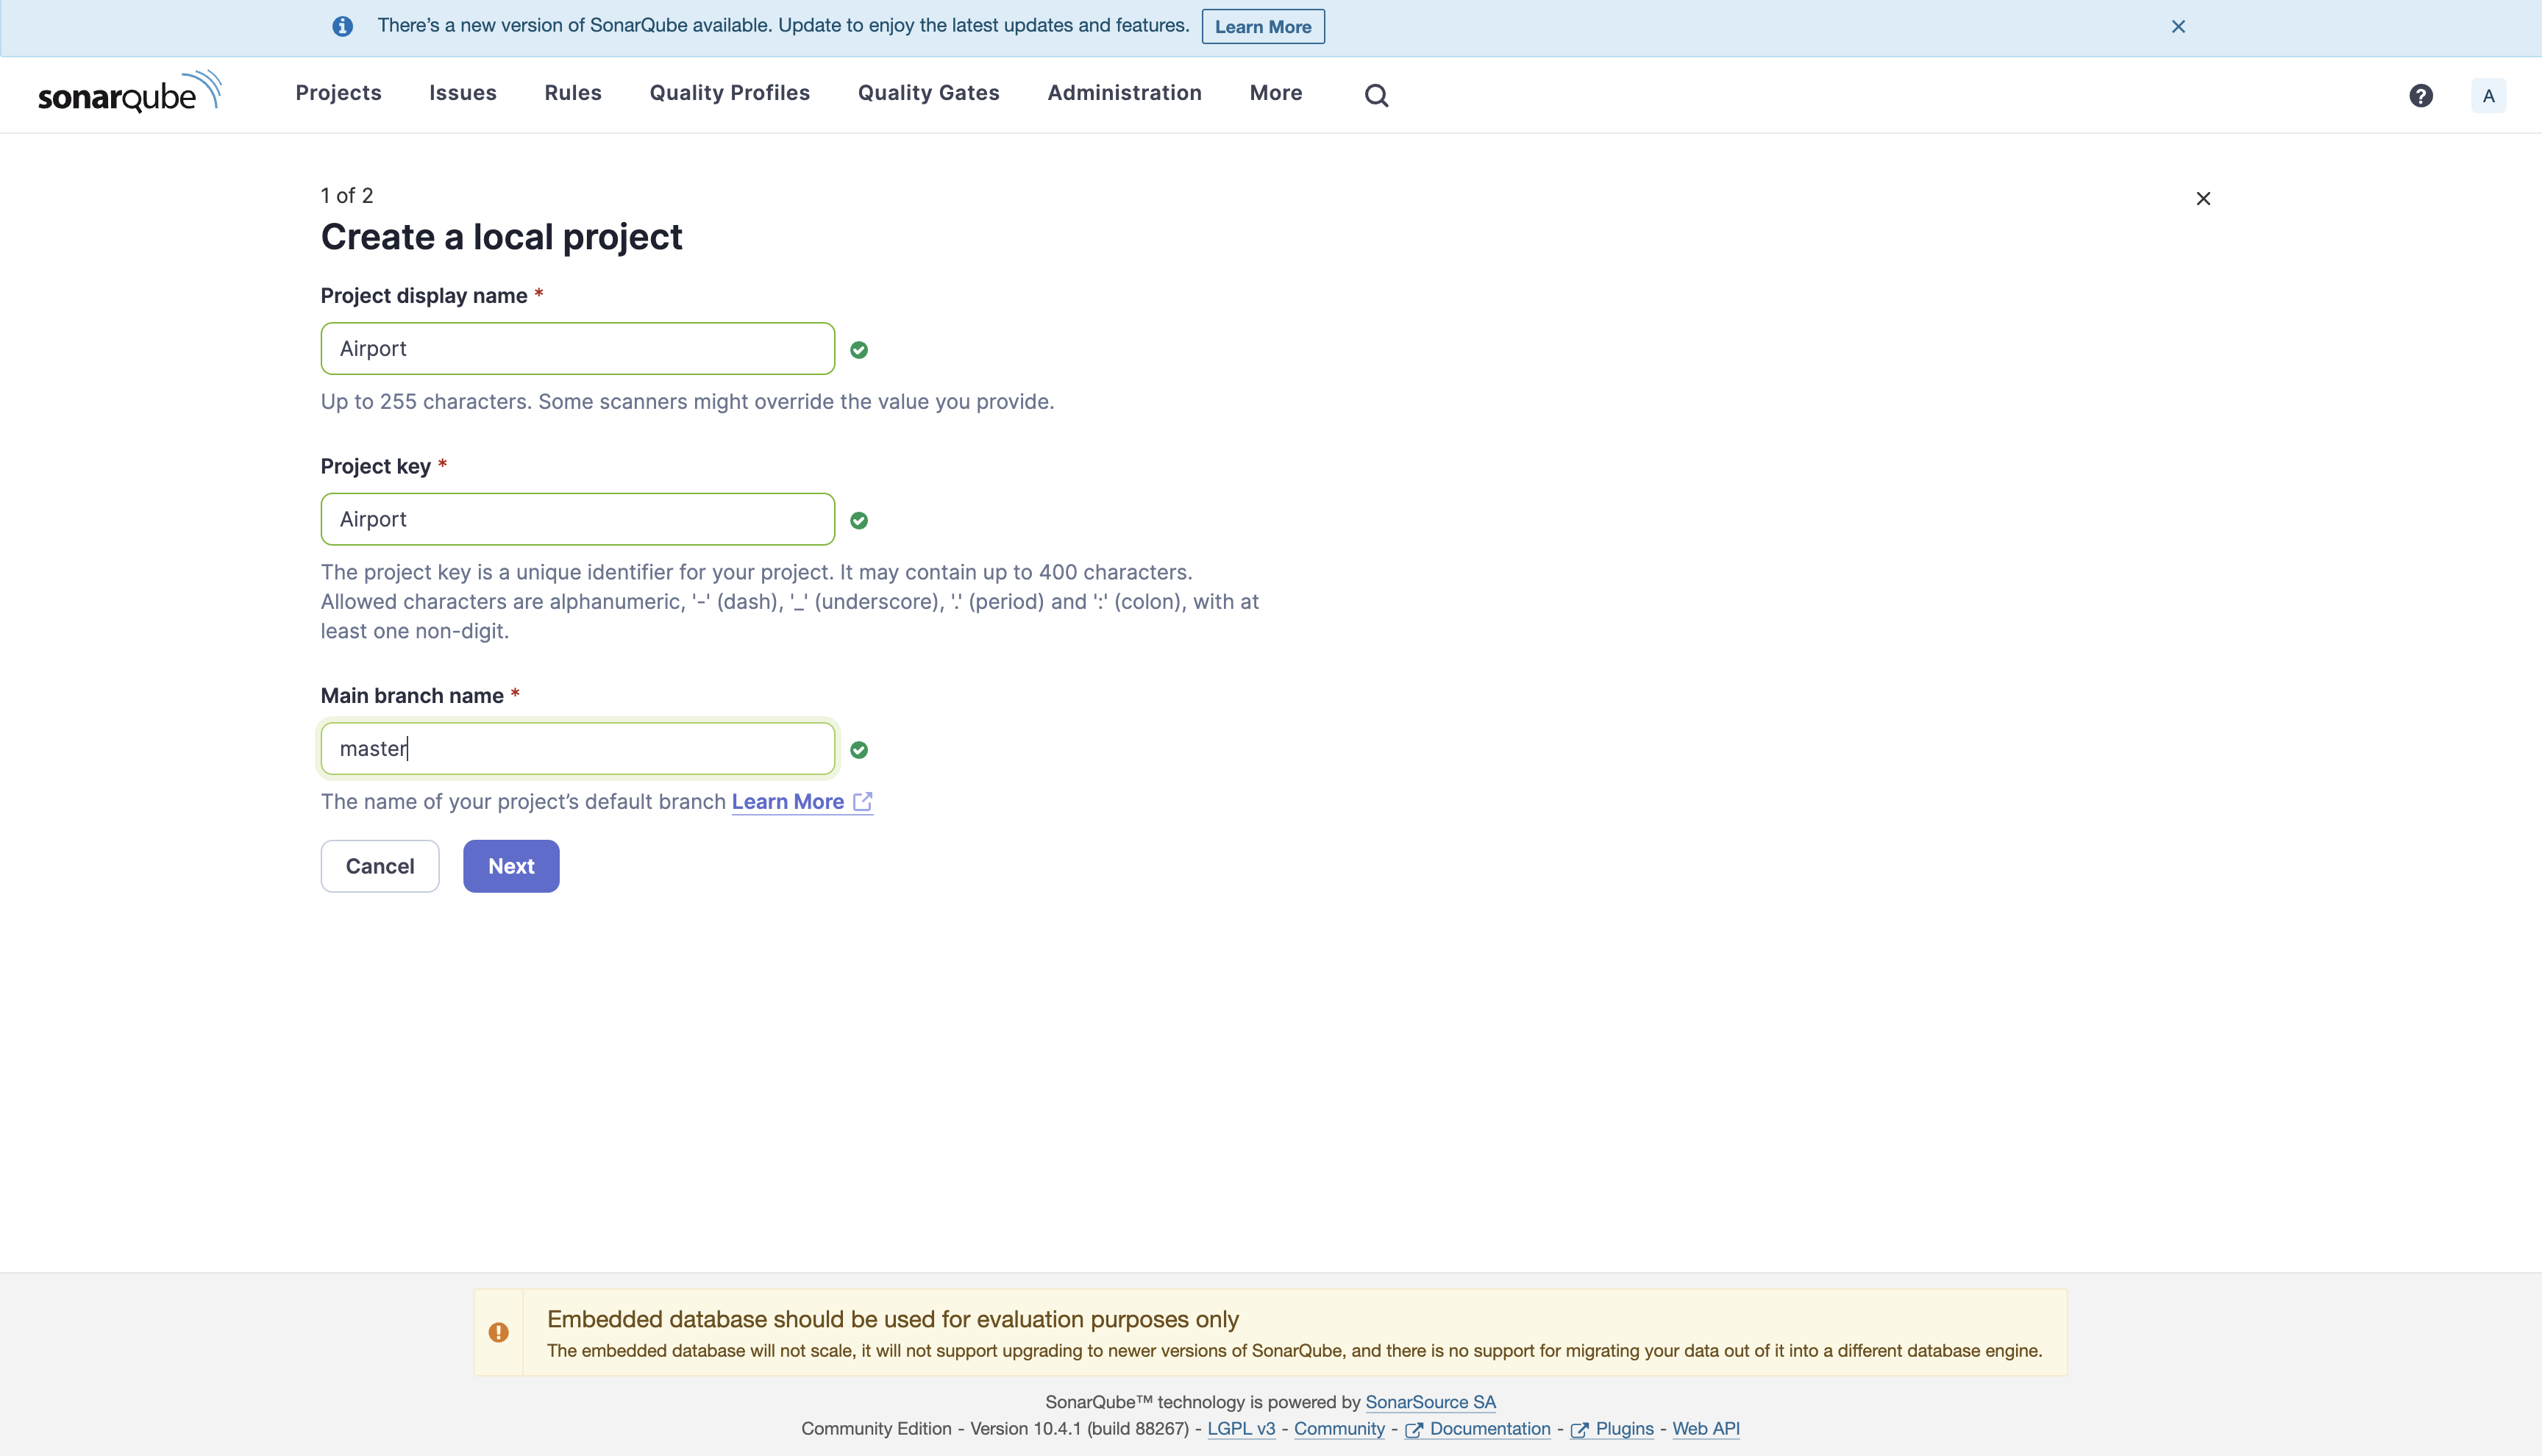 There’s a new version of SonarQube available. Update to enjoy the latest updates and features. Learn More
sonarqube Projects Issues Rules Quality Profiles Quality Gates Administration More A
1 of 2
Create a local project
Project display name *
Airport
Up to 255 characters. Some scanners might override the value you provide.
Project key *
Airport
The project key is a unique identifier for your project. It may contain up to 400 characters.
Allowed characters are alphanumeric, '-' (dash), '_' (underscore), '.' (period) and ':' (colon), with at
least one non-digit.
Main branch name *
master
The name of your project’s default branch Learn More
Cancel Next
Embedded database should be used for evaluation purposes only
The embedded database will not scale, it will not support upgrading to newer versions of SonarQube, and there is no support for migrating your data out of it into a different database engine.
SonarQube™ technology is powered by SonarSource SA
Community Edition - Version 10.4.1 (build 88267) - LGPL v3 - Community - Documentation - Plugins - Web API